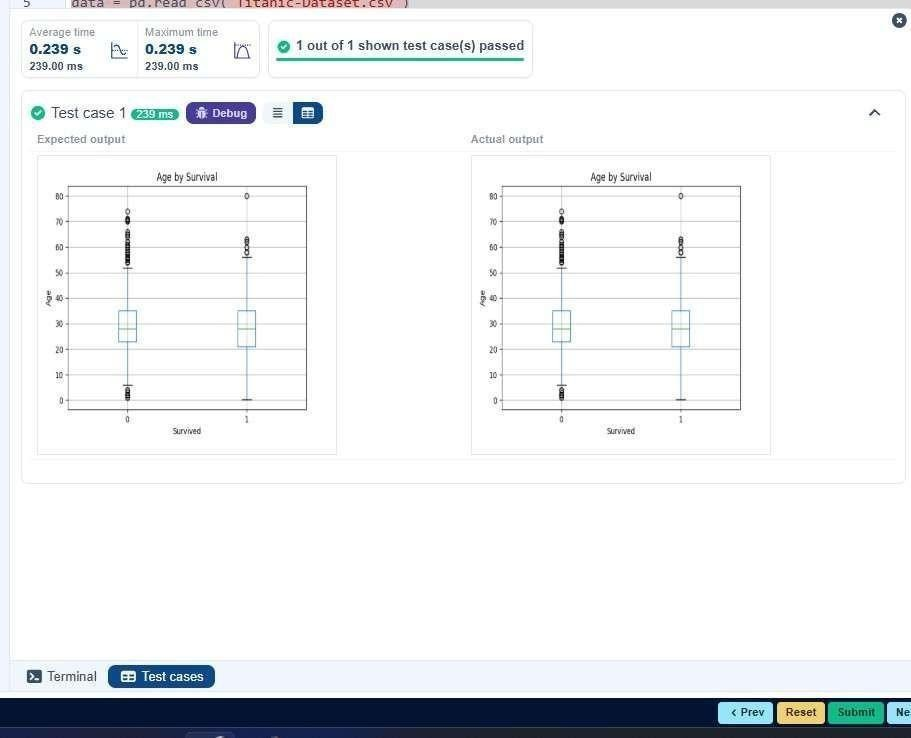 5 data = pd.read_csv("Titanic-Dataset.csv")
Average time
0.239 s
239.00 ms
Maximum time
0.239 s
239.00 ms
1 out of 1 shown test case(s) passed
Test case 1 239 ms Debug
Expected output
Actual output
Age by Survival
80
70
60
50
40
30
20
10
0
Age
0 1
Survived
Age by Survival
80
70
60
50
40
30
20
10
0
Age
0 1
Survived
Terminal Test cases
Prev Reset Submit Ne